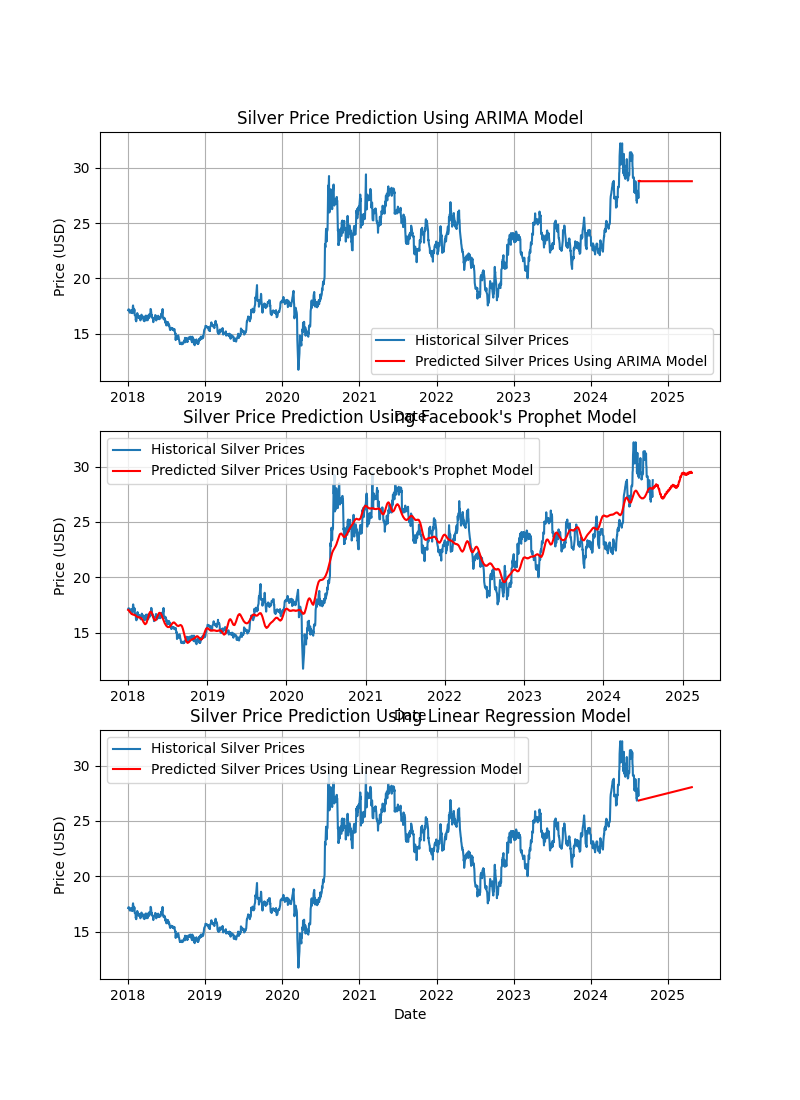 Silver Price Prediction Using ARIMA Model
30
25
20
15
Price (USD)
Historical Silver Prices
Predicted Silver Prices Using ARIMA Model
2018 2019 2020 2021 2022 2023 2024 2025
Date
Silver Price Prediction Using Facebook's Prophet Model
Historical Silver Prices
Predicted Silver Prices Using Facebook's Prophet Model
30
25
20
15
Price (USD)
2018 2019 2020 2021 2022 2023 2024 2025
Date
Silver Price Prediction Using Linear Regression Model
Historical Silver Prices
Predicted Silver Prices Using Linear Regression Model
30
25
20
15
Price (USD)
2018 2019 2020 2021 2022 2023 2024 2025
Date